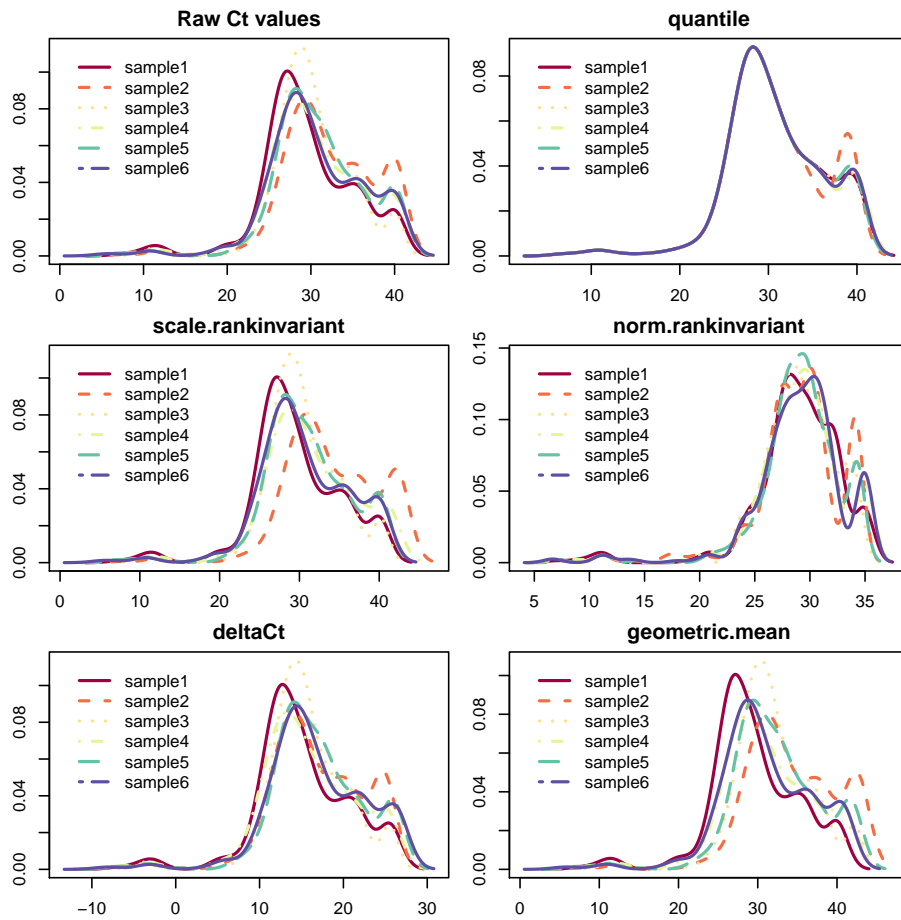 Raw Ct values
sample1
sample2
sample3
sample4
sample5
sample6
0.00
0.04
0.08
0
10
20
30
40
quantile
sample1
sample2
sample3
sample4
sample5
sample6
0.00
0.04
0.08
10
20
30
40
scale.rankinvariant
sample1
sample2
sample3
sample4
sample5
sample6
0.00
0.04
0.08
0
10
20
30
40
norm.rankinvariant
sample1
sample2
sample3
sample4
sample5
sample6
0.00
0.05
0.10
0.15
5
10
15
20
25
30
35
deltaCt
sample1
sample2
sample3
sample4
sample5
sample6
0.00
0.04
0.08
−10
0
10
20
30
geometric.mean
sample1
sample2
sample3
sample4
sample5
sample6
0.00
0.04
0.08
0
10
20
30
40